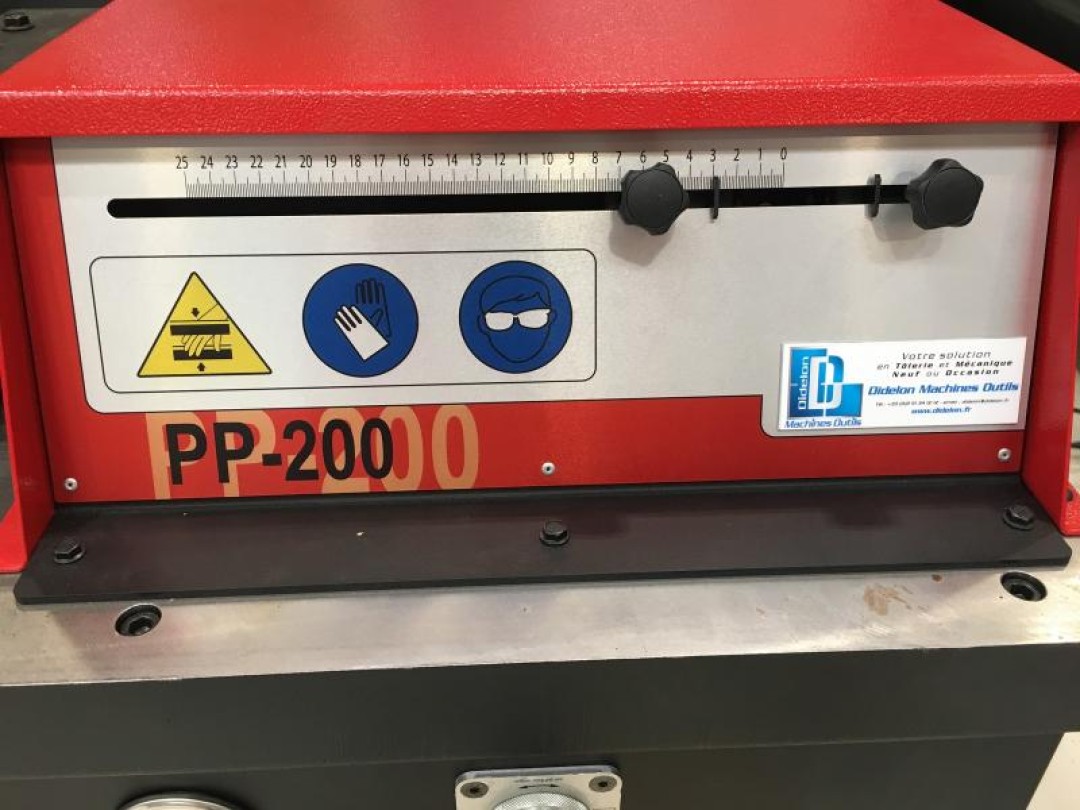 25 24 23 22 21 20 19 18 17 16 15 14 13 12 11 10 9 8 7 6 5 4 3 2 1 0
Votre solution
en Tôlerie et Mécanique
Neuf ou Occasion
Didelon
Didelon Machines Outils
www.didelon.fr
Machines Outils
PP-200
PP-200